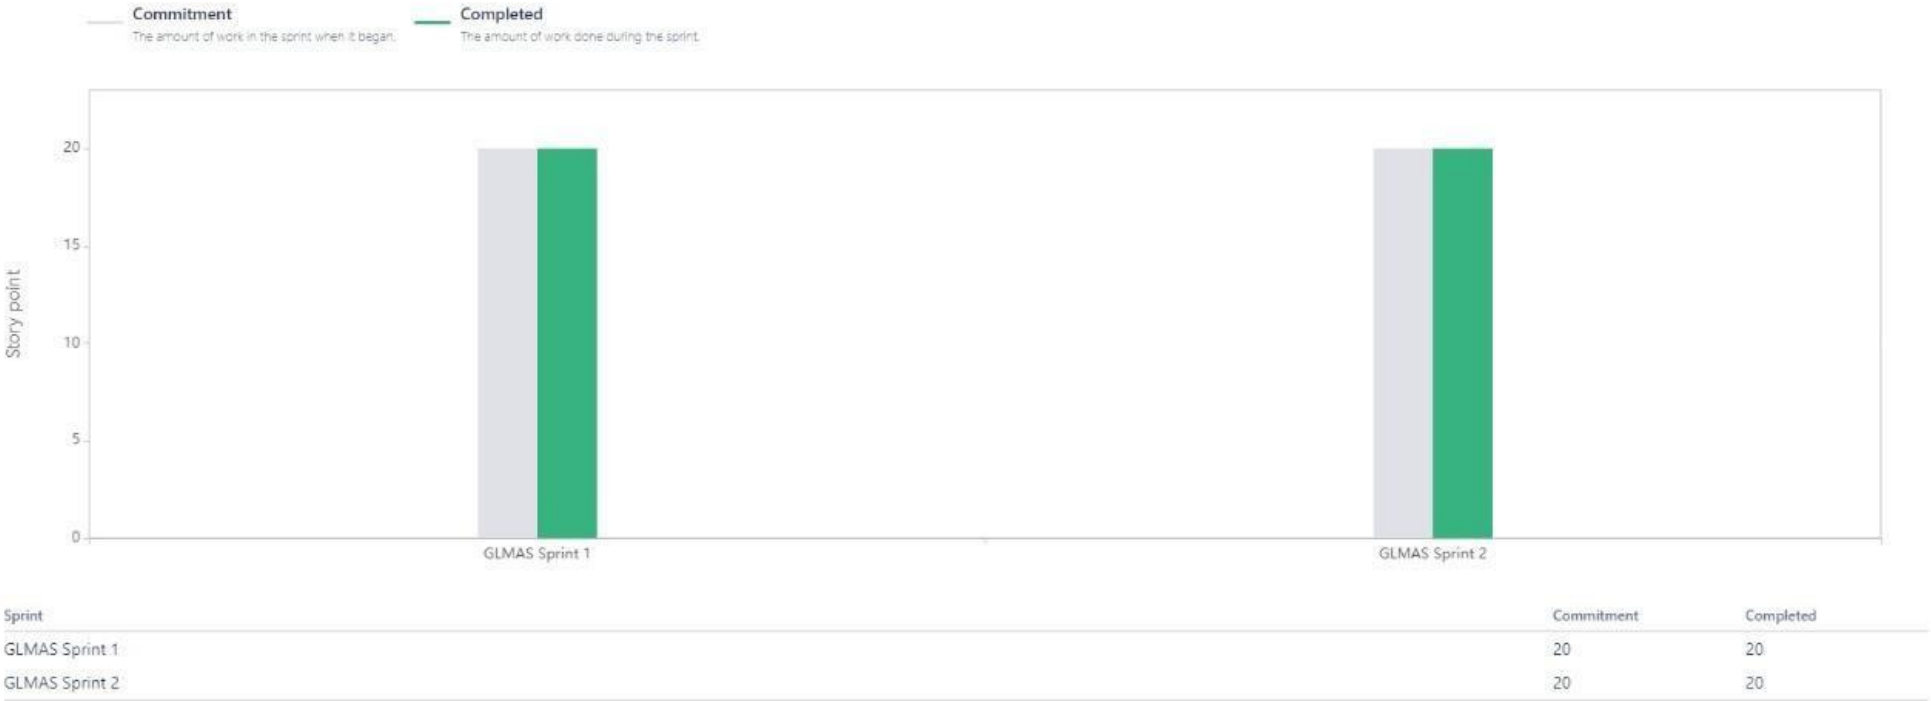 Commitment
The amount of work in the sprint when it began.
Completed
The amount of work done during the sprint.
Story point
20
15
10
5
0
GLMAS Sprint 1
GLMAS Sprint 2
Sprint Commitment Completed
GLMAS Sprint 1 20 20
GLMAS Sprint 2 20 20